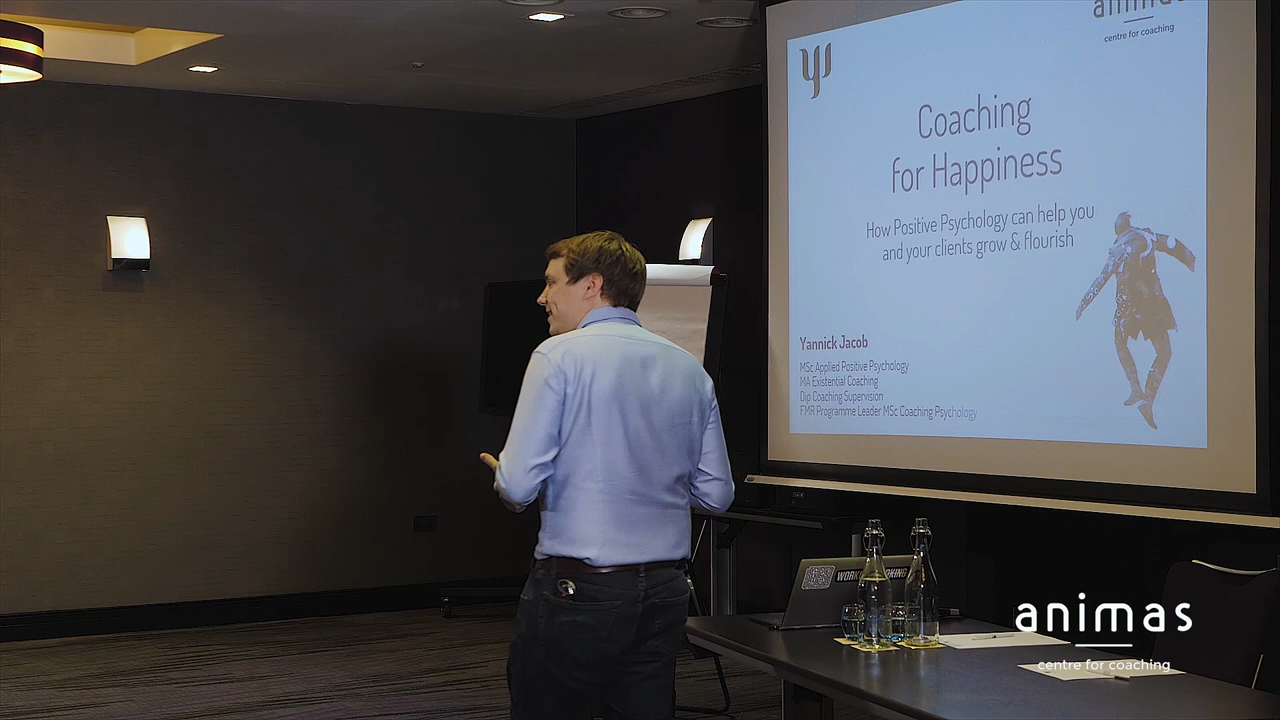 animas
centre for coaching
Coaching
for Happiness
How Positive Psychology can help you
and your clients grow & flourish
Yannick Jacob
MSc Applied Positive Psychology
MA Existential Coaching
Dip Coaching Supervision
FMR Programme Leader MSc Coaching Psychology
animas
centre for coaching